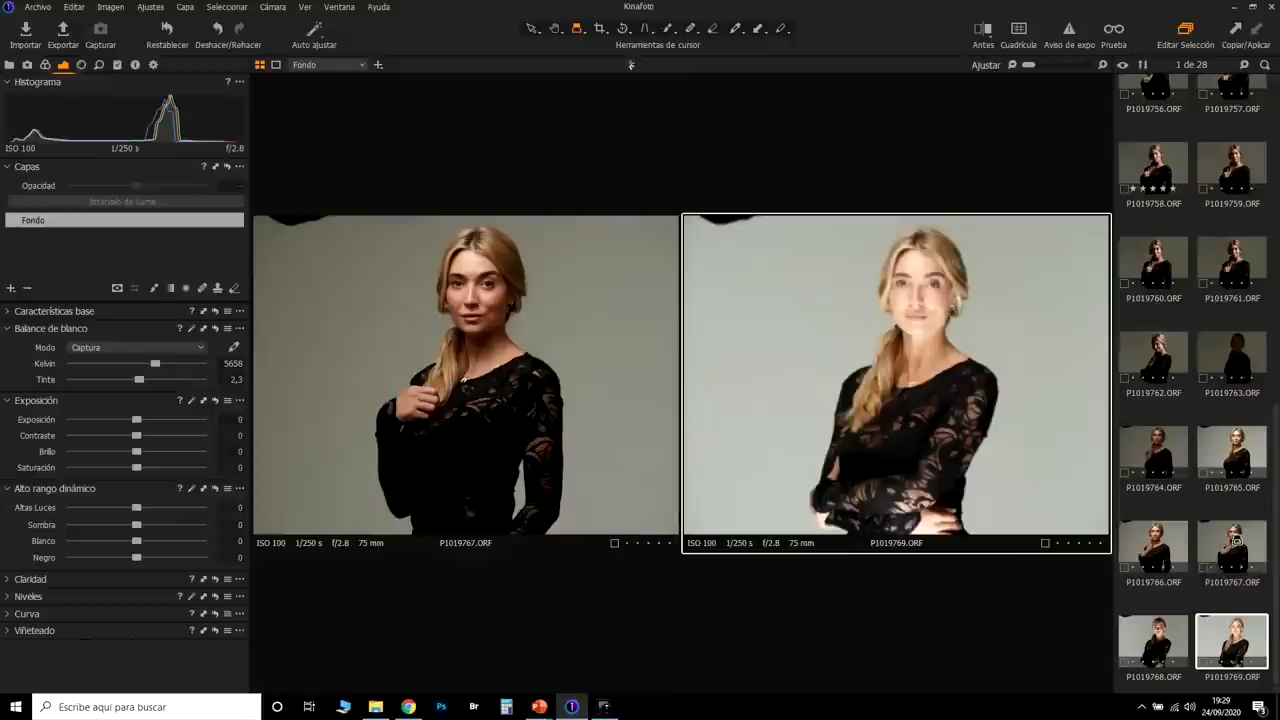 Archivo Editar Imagen Ajustes Capa Seleccionar Cámara Ver Ventana Ayuda
Kinafoto
Importar Exportar Capturar Restablecer Deshacer/Rehacer Auto ajustar
Herramientas de cursor
Antes Cuadrícula Aviso de expo Prueba Editar Selección Copiar/Aplicar
Fondo
Ajustar
1 de 28
Histograma
ISO 100 1/250 s f/2.8
Capas
Opacidad
Intervalo de Luma...
Fondo
Características base
Balance de blanco
Modo Captura
Kelvin 5658
Tinte 2,3
Exposición
Exposición 0
Contraste 0
Brillo 0
Saturación 0
Alto rango dinámico
Altas Luces 0
Sombra 0
Blanco 0
Negro 0
Claridad
Niveles
Curva
Viñeteado
ISO 100 1/250 s f/2.8 75 mm P1019767.ORF
ISO 100 1/250 s f/2.8 75 mm P1019769.ORF
P1019756.ORF P1019757.ORF
P1019758.ORF P1019759.ORF
P1019760.ORF P1019761.ORF
P1019762.ORF P1019763.ORF
P1019764.ORF P1019765.ORF
P1019766.ORF P1019767.ORF
P1019768.ORF P1019769.ORF
Escribe aquí para buscar
Ps
Br
19:29
24/09/2020
3